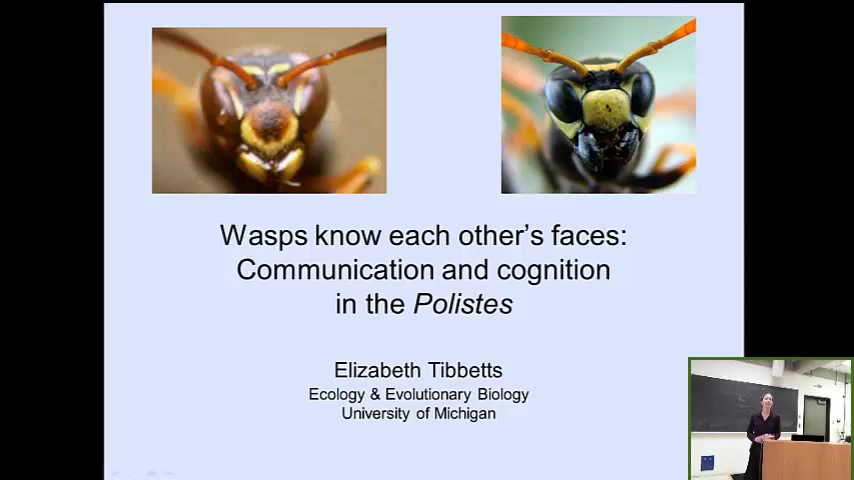 Wasps know each other's faces:
Communication and cognition
in the Polistes
Elizabeth Tibbetts
Ecology & Evolutionary Biology
University of Michigan